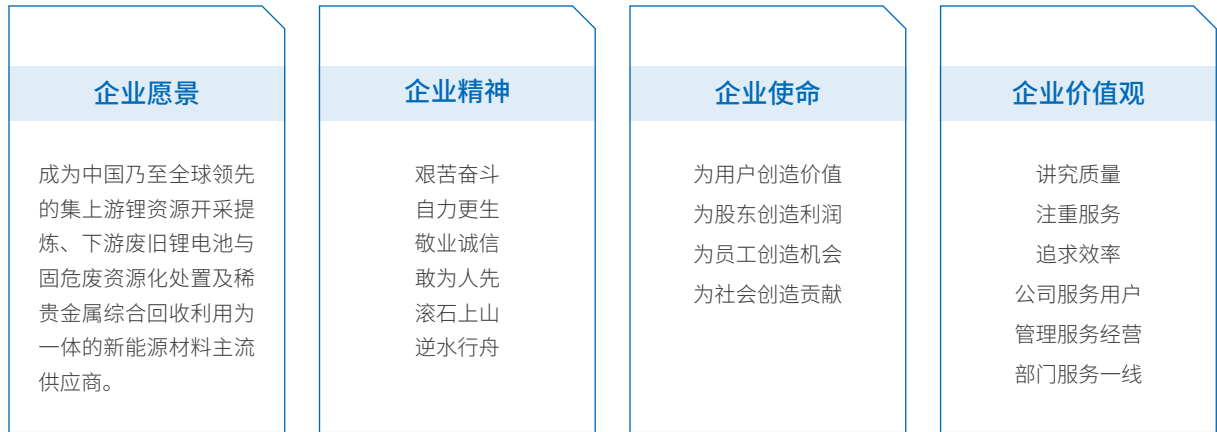 企业愿景
成为中国乃至全球领先
的集上游锂资源开采提
炼、下游废旧锂电池与
固危废资源化处置及稀
贵金属综合回收利用为
一体的新能源材料主流
供应商。
企业精神
艰苦奋斗
自力更生
敬业诚信
敢为人先
滚石上山
逆水行舟
企业使命
为用户创造价值
为股东创造利润
为员工创造机会
为社会创造贡献
企业价值观
讲究质量
注重服务
追求效率
公司服务用户
管理服务经营
部门服务一线